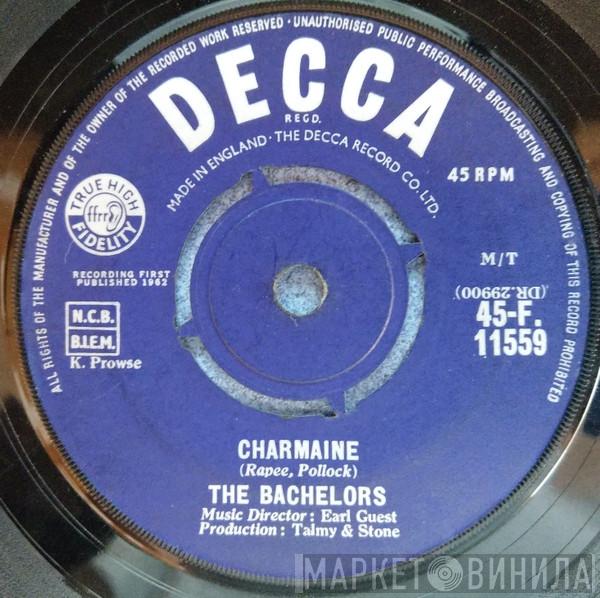 ALL RIGHTS OF THE MANUFACTURER AND OF THE OWNER OF THE RECORDED WORK RESERVED · UNAUTHORISED PUBLIC PERFORMANCE BROADCASTING AND COPYING OF THIS RECORD PROHIBITED
DECCA
REGD.
MADE IN ENGLAND · THE DECCA RECORD CO. LTD.
45 RPM
TRUE HIGH
ffrr
FIDELITY
M/T
RECORDING FIRST
PUBLISHED 1962
(DR.29900)
N.C.B.
45-F.
B.I.E.M.
11559
K. Prowse
CHARMAINE
(Rapee, Pollock)
THE BACHELORS
Music Director : Earl Guest
Production : Talmy & Stone
МАРКЕТ ВИНИЛА